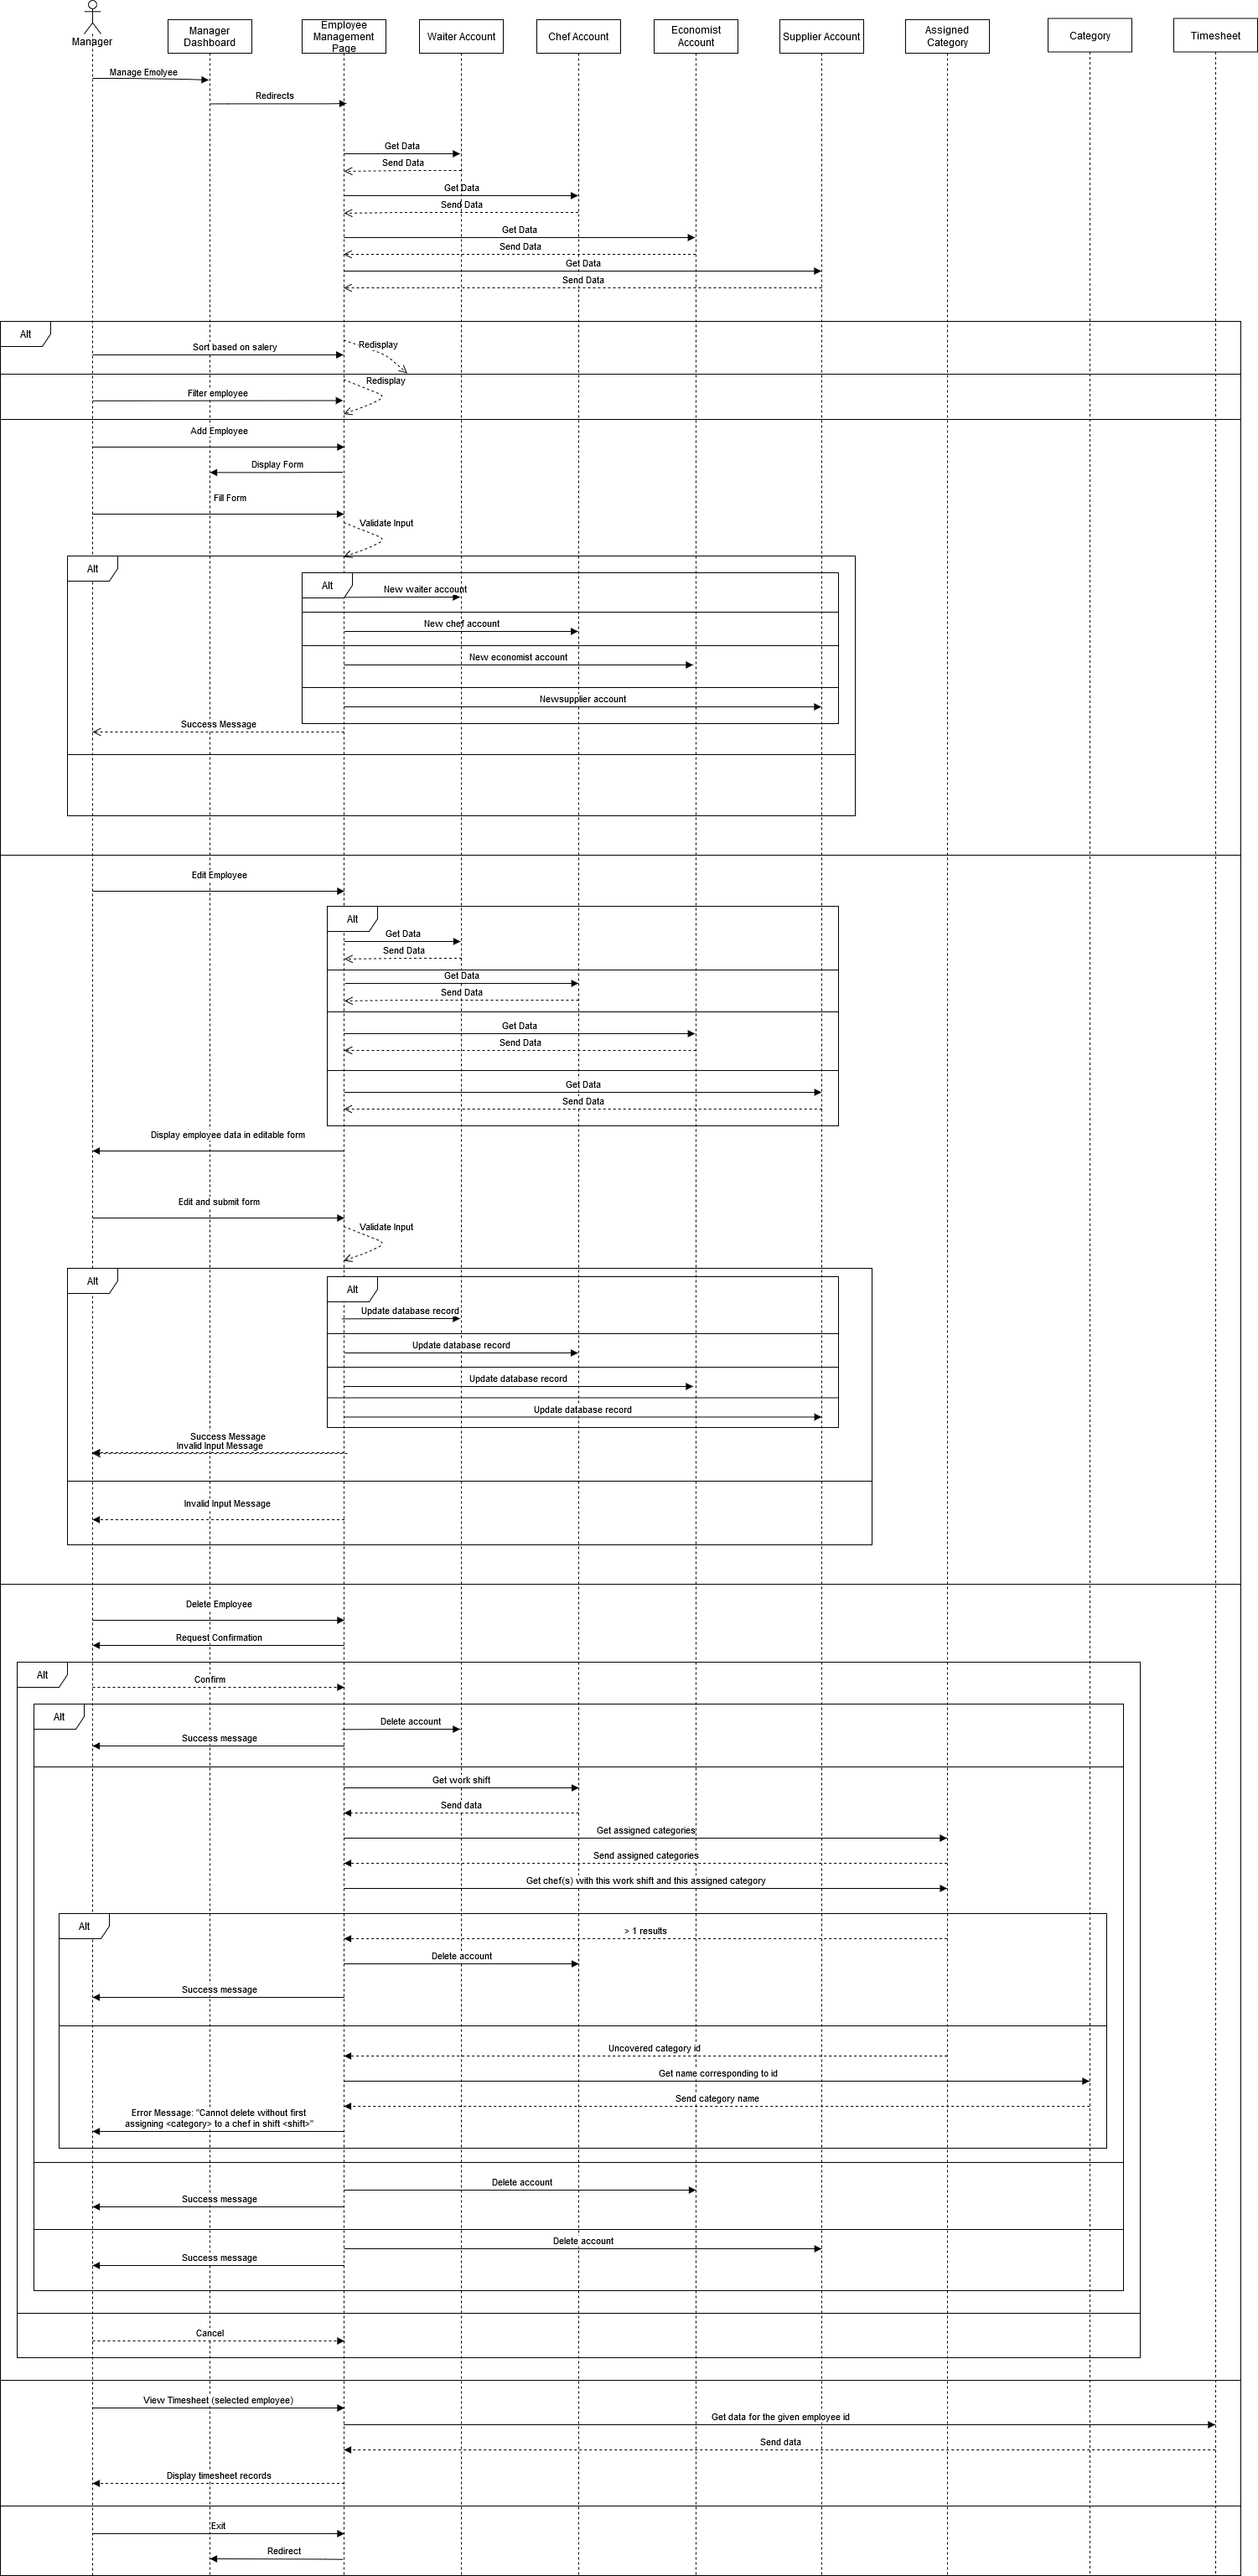 Manager
Manager
Dashboard
Employee
Management
Page
Waiter Account
Chef Account
Economist
Account
Supplier Account
Assigned
Category
Category
Timesheet
Manage Emolyee
Redirects
Get Data
Send Data
Get Data
Send Data
Get Data
Send Data
Get Data
Send Data
Alt
Sort based on salery
Redisplay
Redisplay
Filter employee
Add Employee
Display Form
Fill Form
Validate Input
Alt
Alt
New waiter account
New chef account
New economist account
Newsupplier account
Success Message
Edit Employee
Alt
Get Data
Send Data
Get Data
Send Data
Get Data
Send Data
Get Data
Send Data
Display employee data in editable form
Edit and submit form
Validate Input
Alt
Alt
Update database record
Update database record
Update database record
Update database record
Success Message
Invalid Input Message
Invalid Input Message
Delete Employee
Request Confirmation
Alt
Confirm
Alt
Delete account
Success message
Get work shift
Send data
Get assigned categories
Send assigned categories
Get chef(s) with this work shift and this assigned category
Alt
> 1 results
Delete account
Success message
Uncovered category id
Get name corresponding to id
Send category name
Error Message: "Cannot delete without first
assigning <category> to a chef in shift <shift>"
Delete account
Success message
Delete account
Success message
Cancel
View Timesheet (selected employee)
Get data for the given employee id
Send data
Display timesheet records
Exit
Redirect